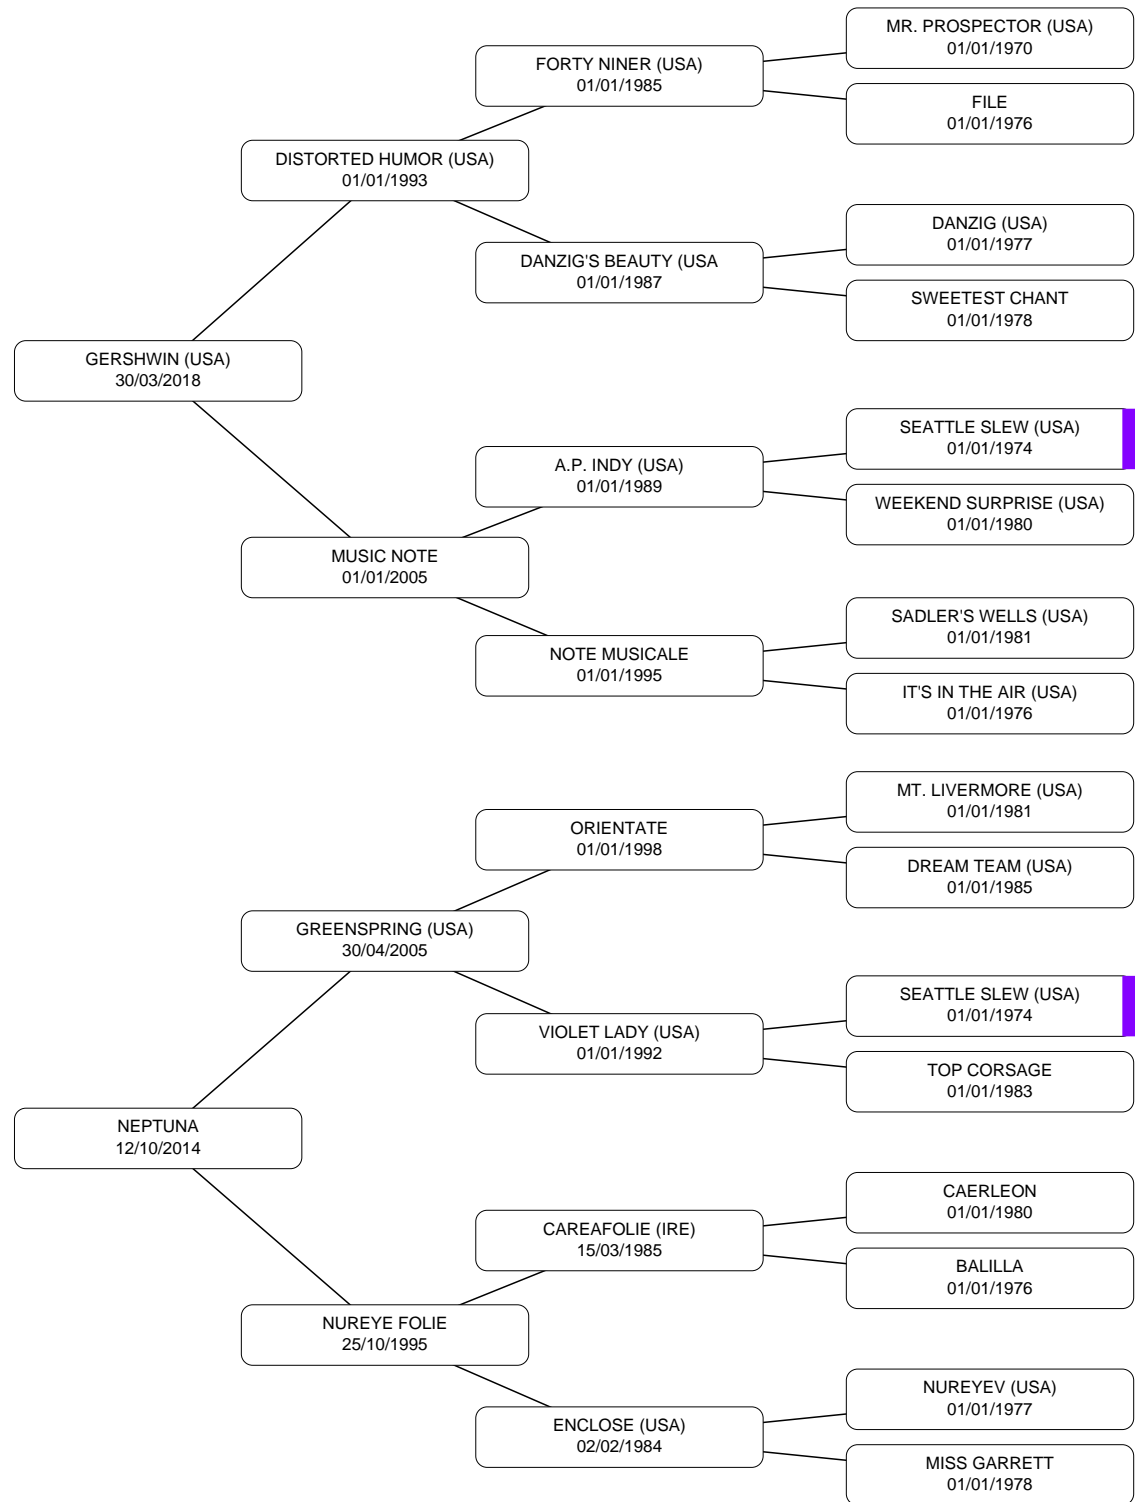 MR. PROSPECTOR (USA)
01/01/1970
FORTY NINER (USA)
01/01/1985
FILE
01/01/1976
DISTORTED HUMOR (USA)
01/01/1993
DANZIG (USA)
01/01/1977
DANZIG'S BEAUTY (USA
01/01/1987
SWEETEST CHANT
01/01/1978
GERSHWIN (USA)
30/03/2018
SEATTLE SLEW (USA)
01/01/1974
A.P. INDY (USA)
01/01/1989
WEEKEND SURPRISE (USA)
01/01/1980
MUSIC NOTE
01/01/2005
SADLER'S WELLS (USA)
01/01/1981
NOTE MUSICALE
01/01/1995
IT'S IN THE AIR (USA)
01/01/1976
MT. LIVERMORE (USA)
01/01/1981
ORIENTATE
01/01/1998
DREAM TEAM (USA)
01/01/1985
GREENSPRING (USA)
30/04/2005
SEATTLE SLEW (USA)
01/01/1974
VIOLET LADY (USA)
01/01/1992
TOP CORSAGE
01/01/1983
NEPTUNA
12/10/2014
CAERLEON
01/01/1980
CAREAFOLIE (IRE)
15/03/1985
BALILLA
01/01/1976
NUREYE FOLIE
25/10/1995
NUREYEV (USA)
01/01/1977
ENCLOSE (USA)
02/02/1984
MISS GARRETT
01/01/1978